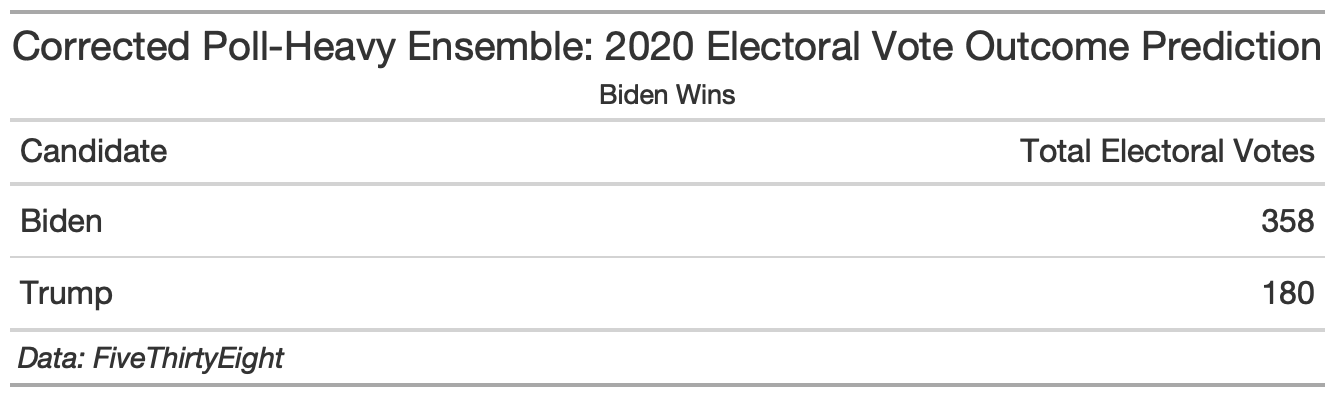 Corrected Poll-Heavy Ensemble: 2020 Electoral Vote Outcome Prediction
Biden Wins
Candidate Total Electoral Votes
Biden 358
Trump 180
Data: FiveThirtyEight